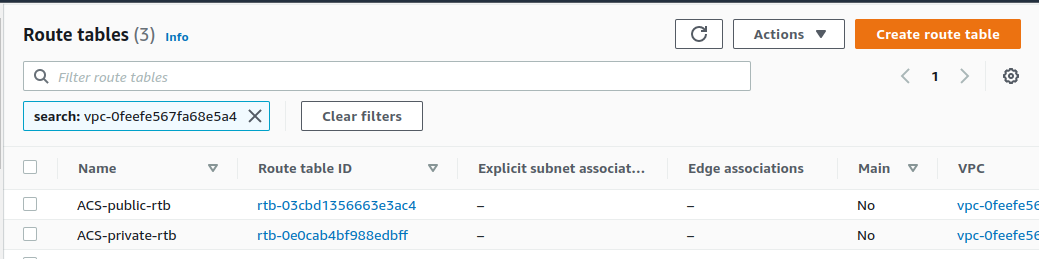 Route tables (3) Info
Actions
Create route table
Filter route tables
1
search: vpc-0feefe567fa68e5a4
Clear filters
Name Route table ID Explicit subnet associat... Edge associations Main VPC
ACS-public-rtb rtb-03cbd1356663e3ac4 – – No vpc-0feefe56
ACS-private-rtb rtb-0e0cab4bf988edbff – – No vpc-0feefe56